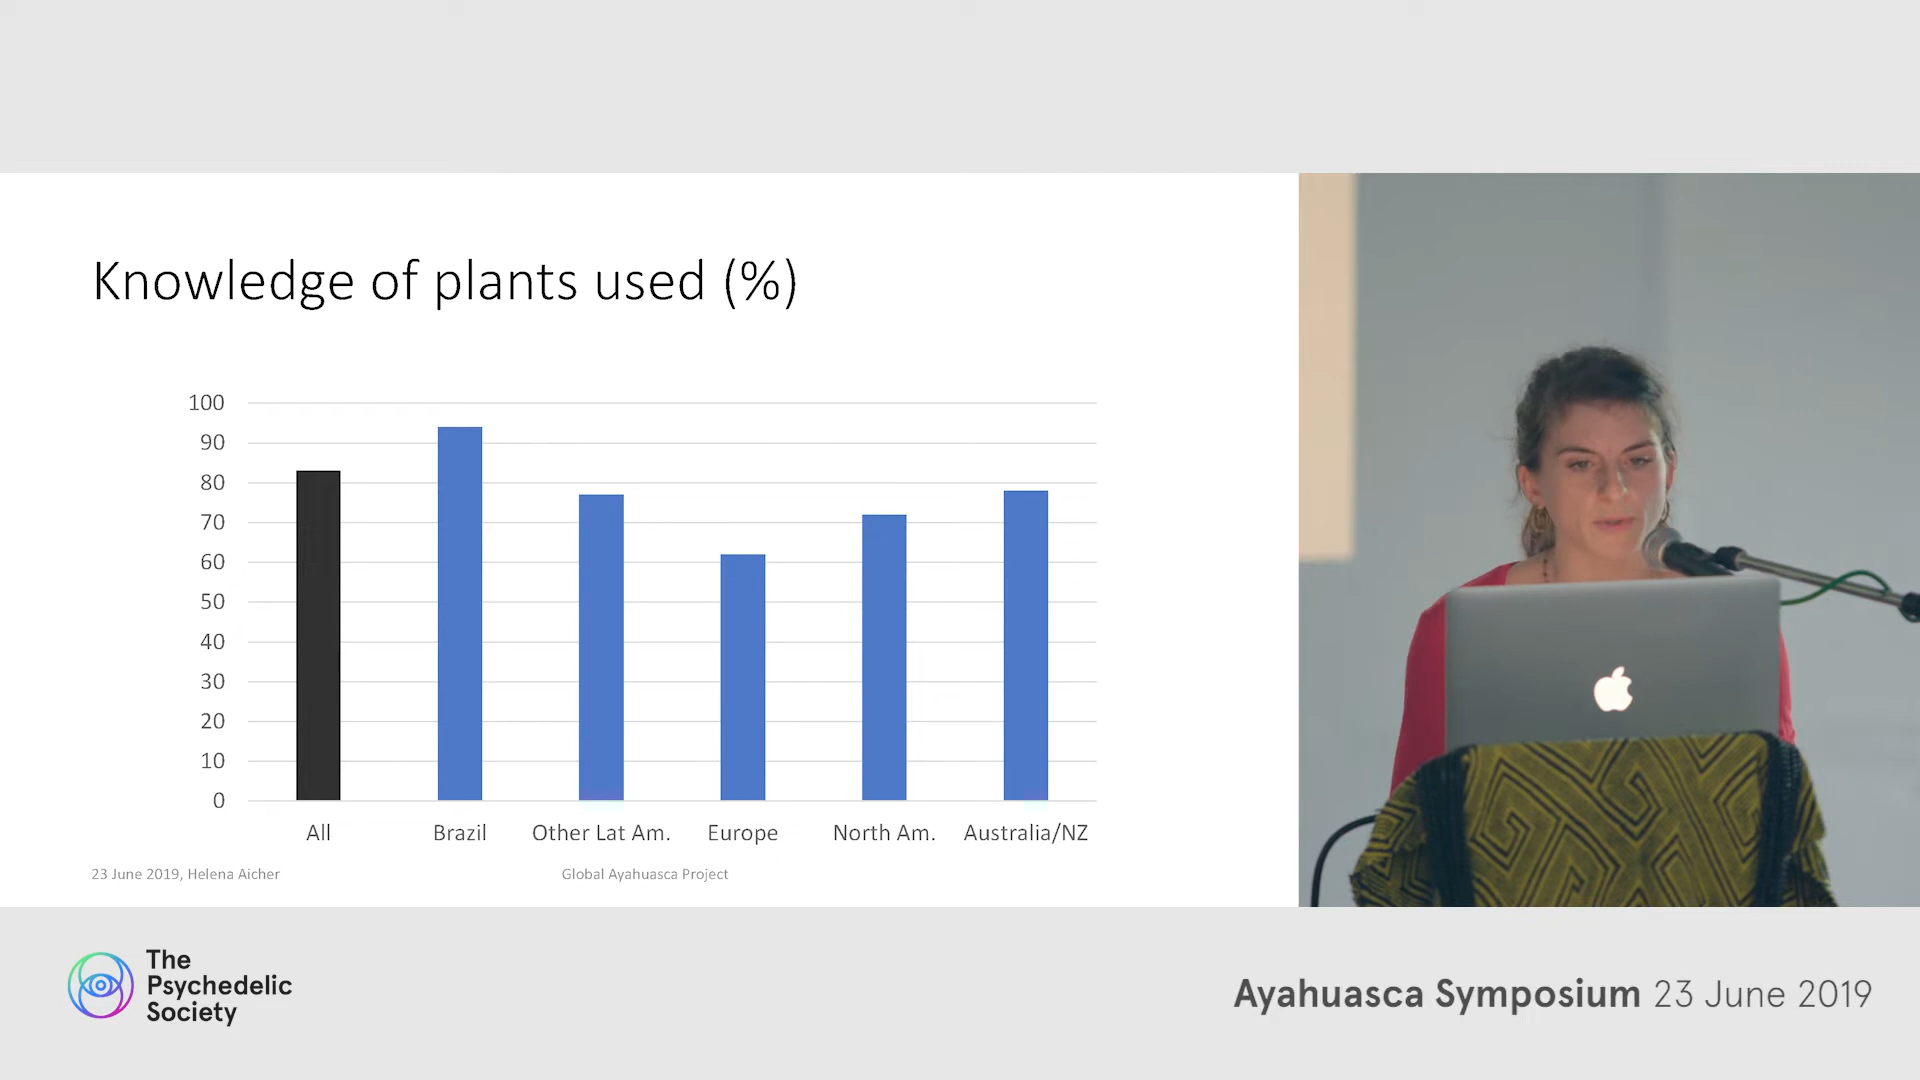 Knowledge of plants used (%)
100
90
80
70
60
50
40
30
20
10
0
All Brazil Other Lat Am. Europe North Am. Australia/NZ
23 June 2019, Helena Aicher Global Ayahuasca Project
The
Psychedelic
Society
Ayahuasca Symposium 23 June 2019